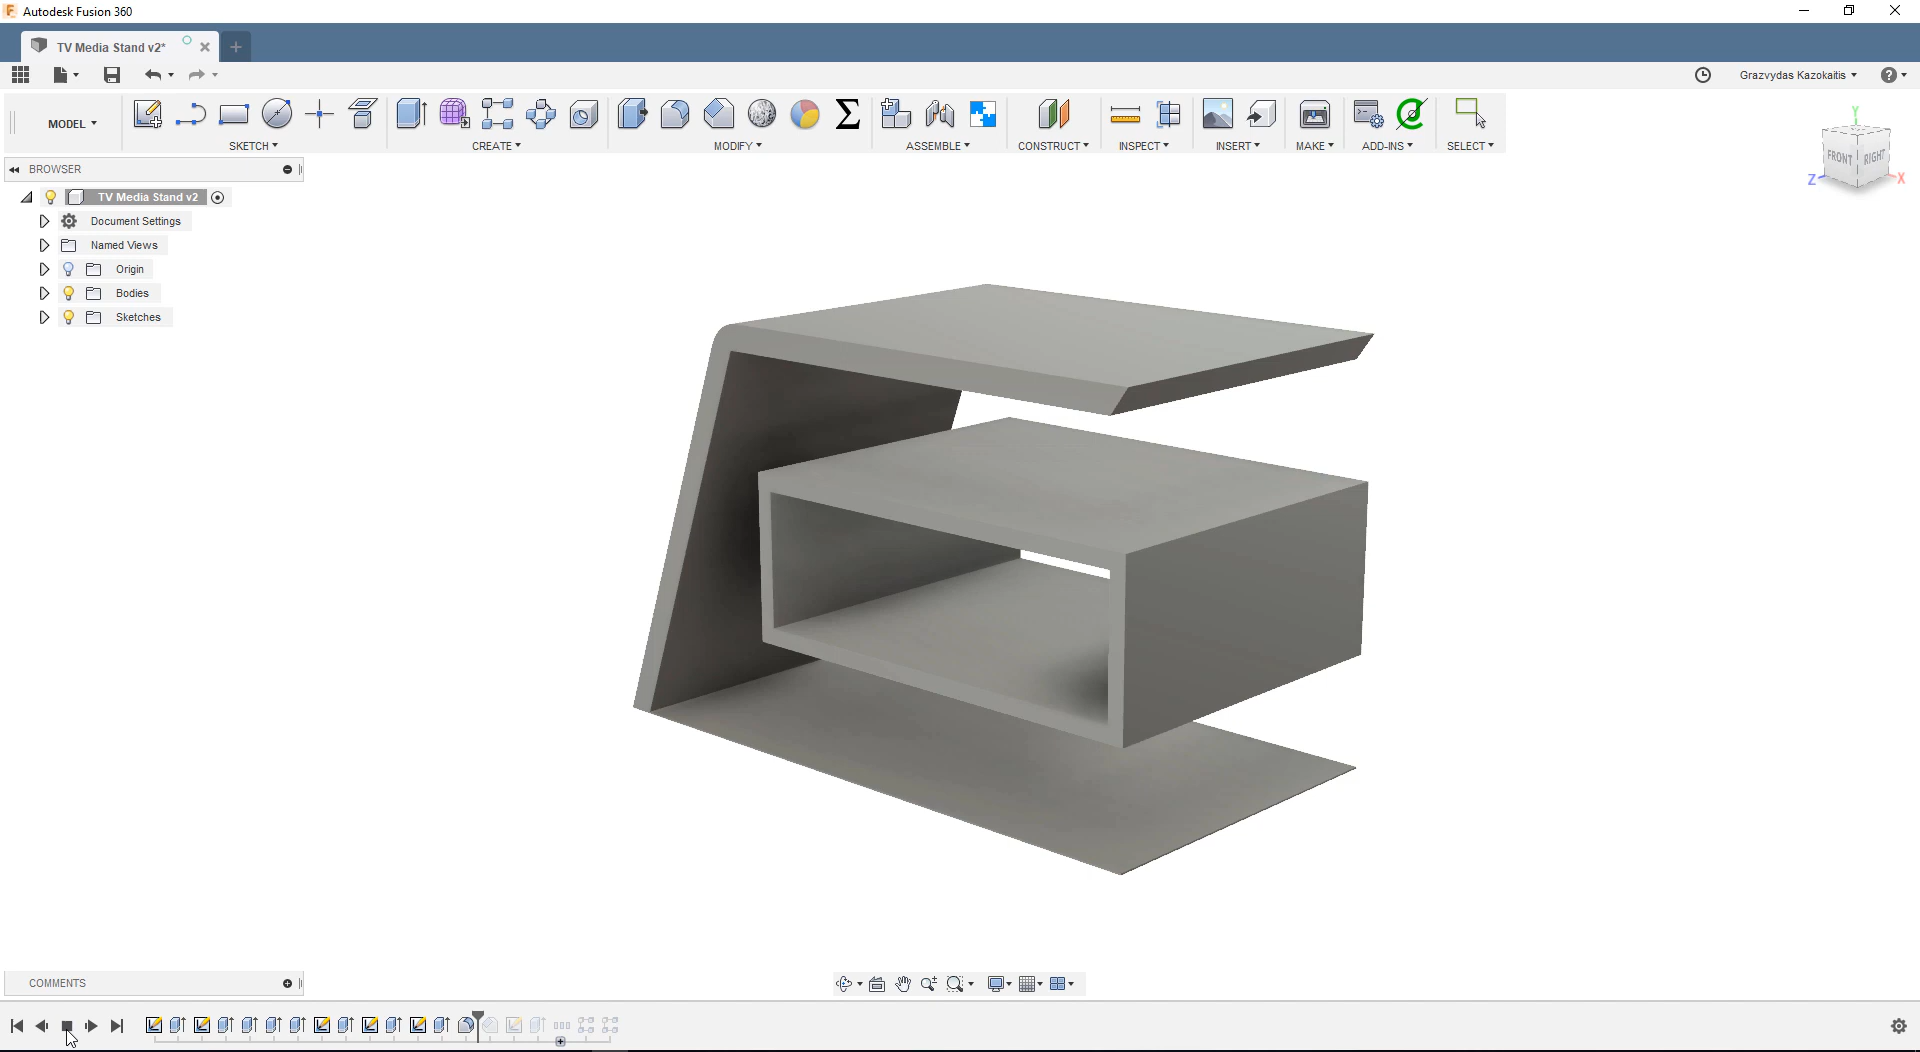 Autodesk Fusion 360
TV Media Stand v2*
Grazvydas Kazokaitis
MODEL
SKETCH
CREATE
MODIFY
ASSEMBLE
CONSTRUCT
INSPECT
INSERT
MAKE
ADD-INS
SELECT
Y
FRONT
RIGHT
Z
X
BROWSER
TV Media Stand v2
Document Settings
Named Views
Origin
Bodies
Sketches
COMMENTS